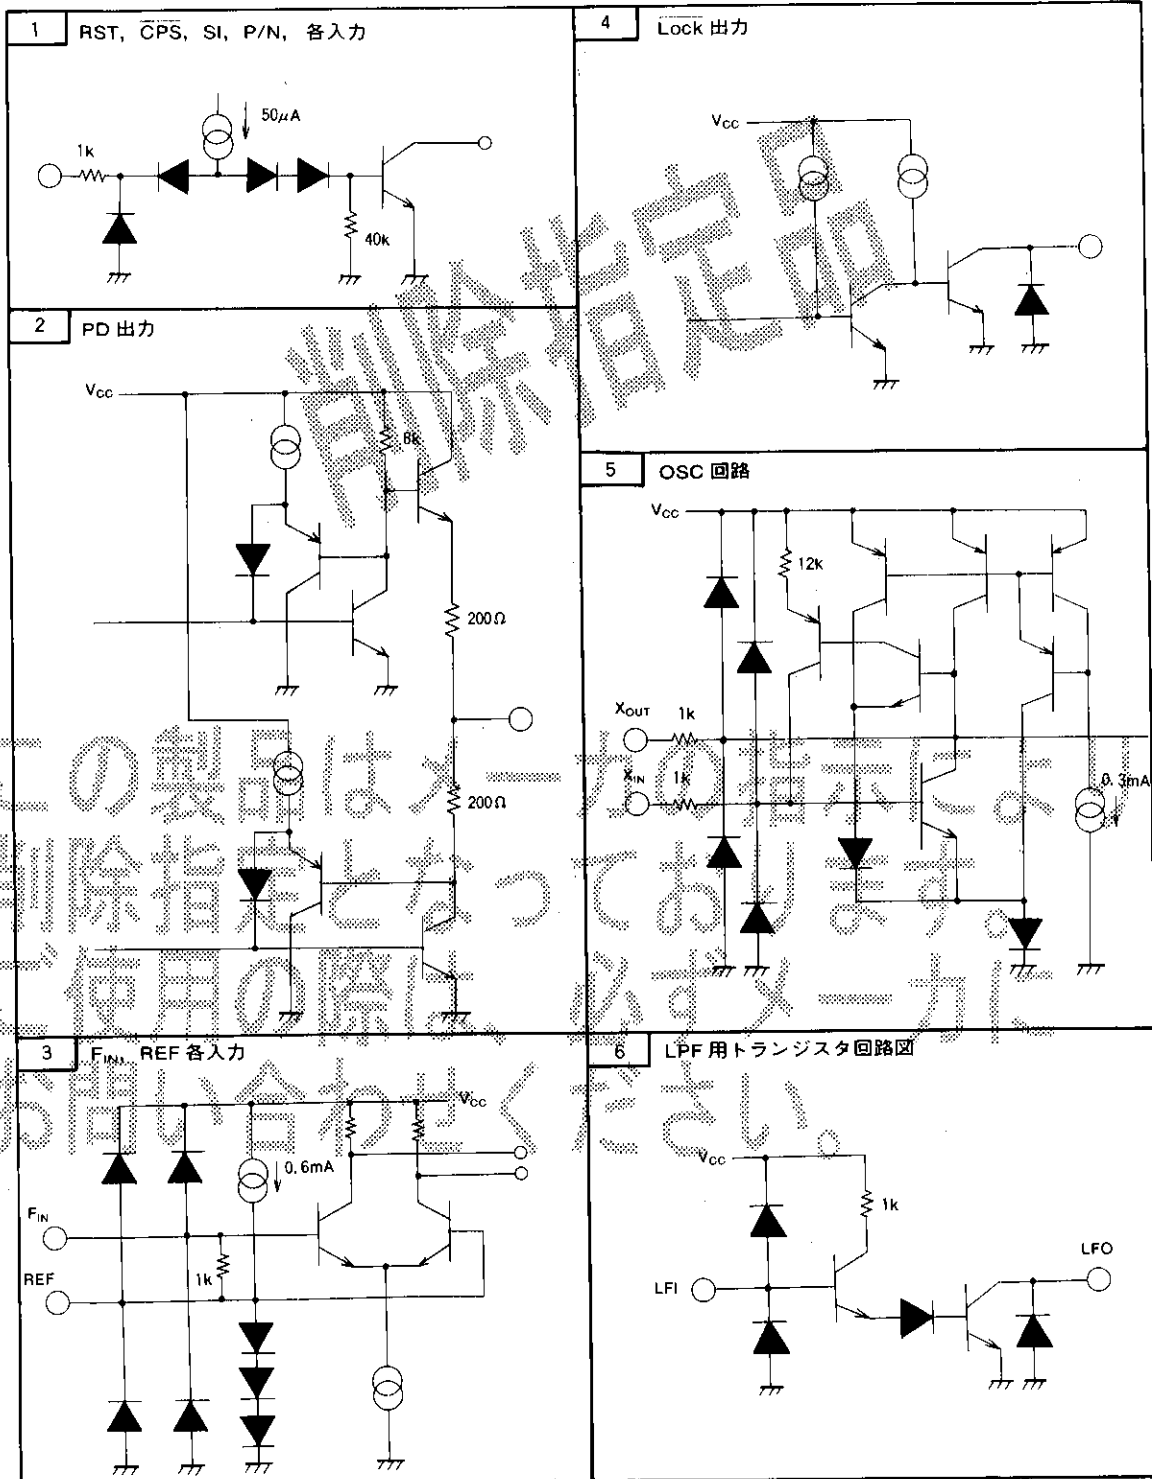 1 RST, CPS, SI, P/N, 各入力
50μA
1k
40k
2 PD 出力
VCC
8k
200Ω
200Ω
3 FIN, REF 各入力
VCC
0.6mA
FIN
1k
REF
4 Lock 出力
VCC
5 OSC 回路
VCC
12k
XOUT 1k
XIN 1k
0.3mA
6 LPF 用トランジスタ回路図
VCC
1k
LFI
LFO
削除指定品
この製品はメーカの指示により
削除指定となっております。
ご使用の際は、必ずメーカに
お問い合わせください。